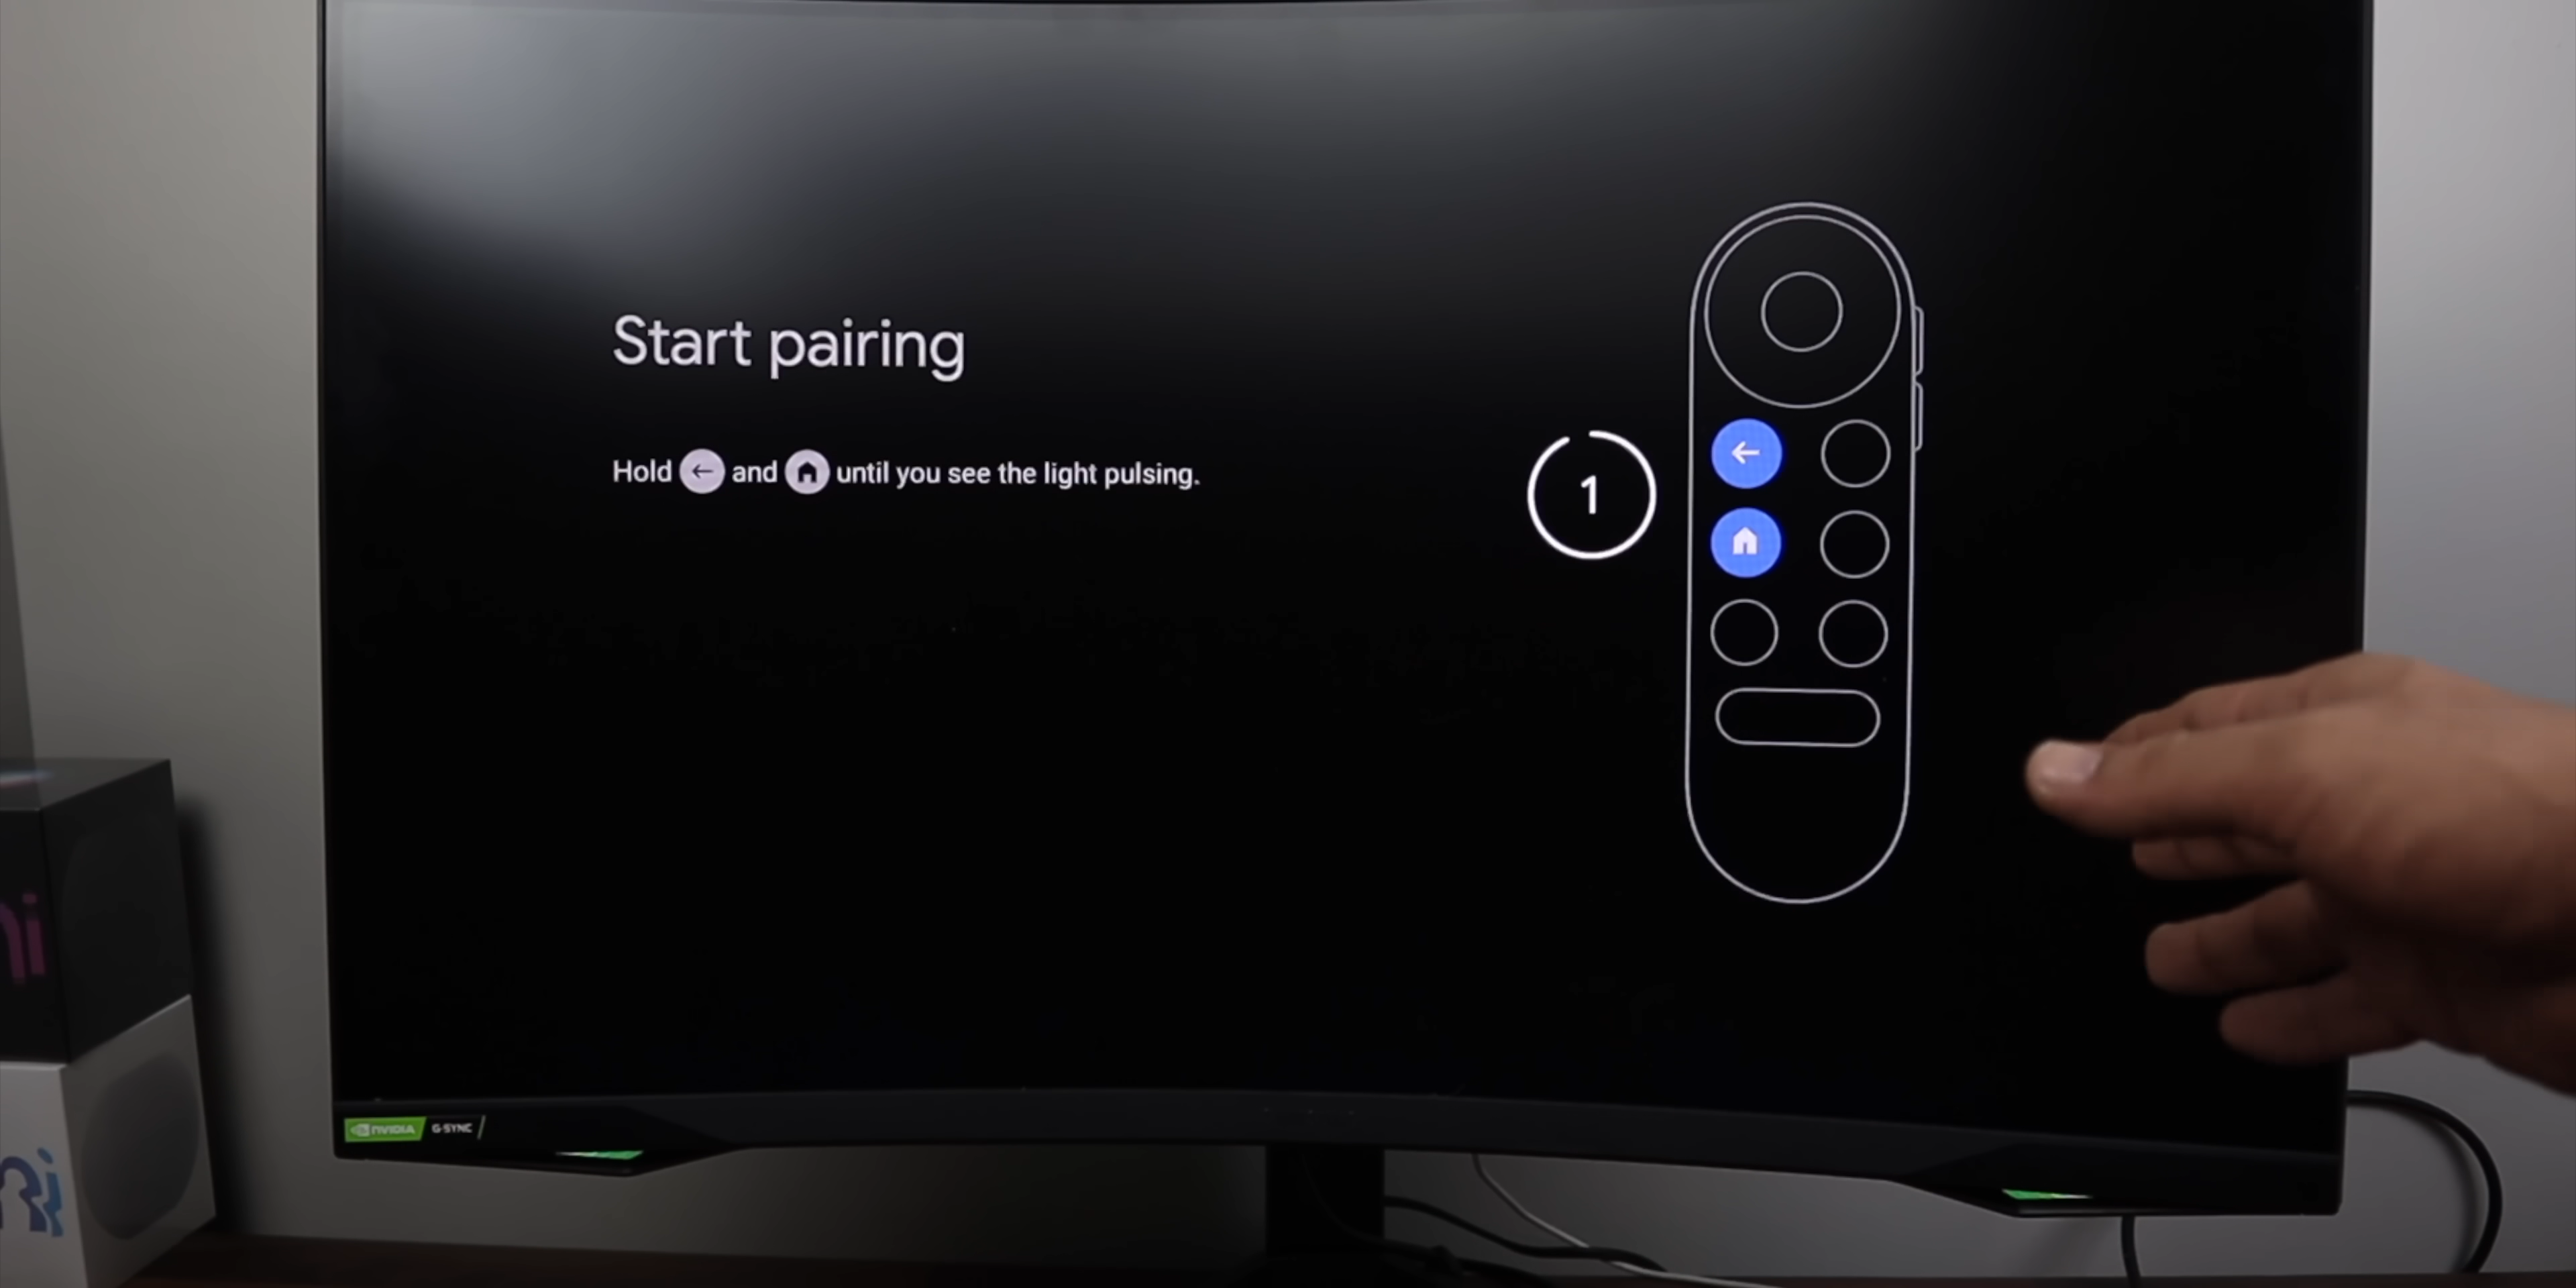 Start pairing
Hold and until you see the light pulsing.
1
NVIDIA G-SYNC